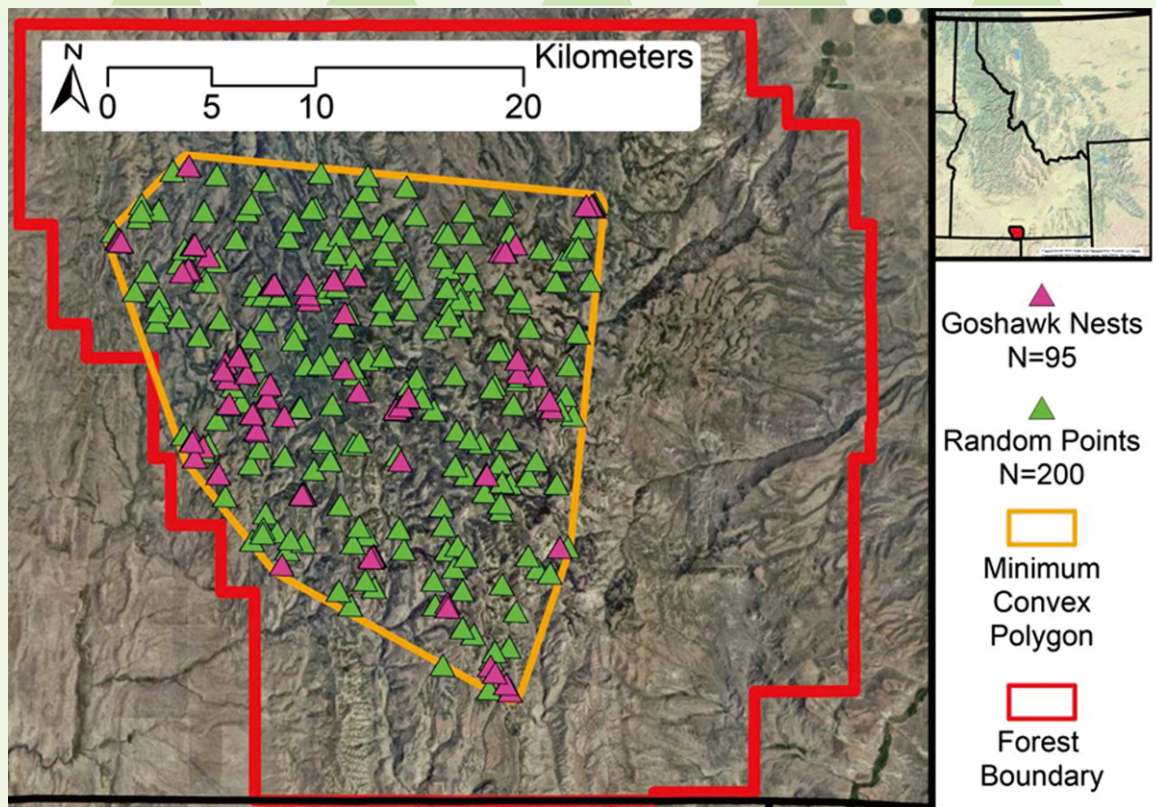 N
Kilometers
0 5 10 20
Goshawk Nests
N=95
Random Points
N=200
Minimum
Convex
Polygon
Forest
Boundary